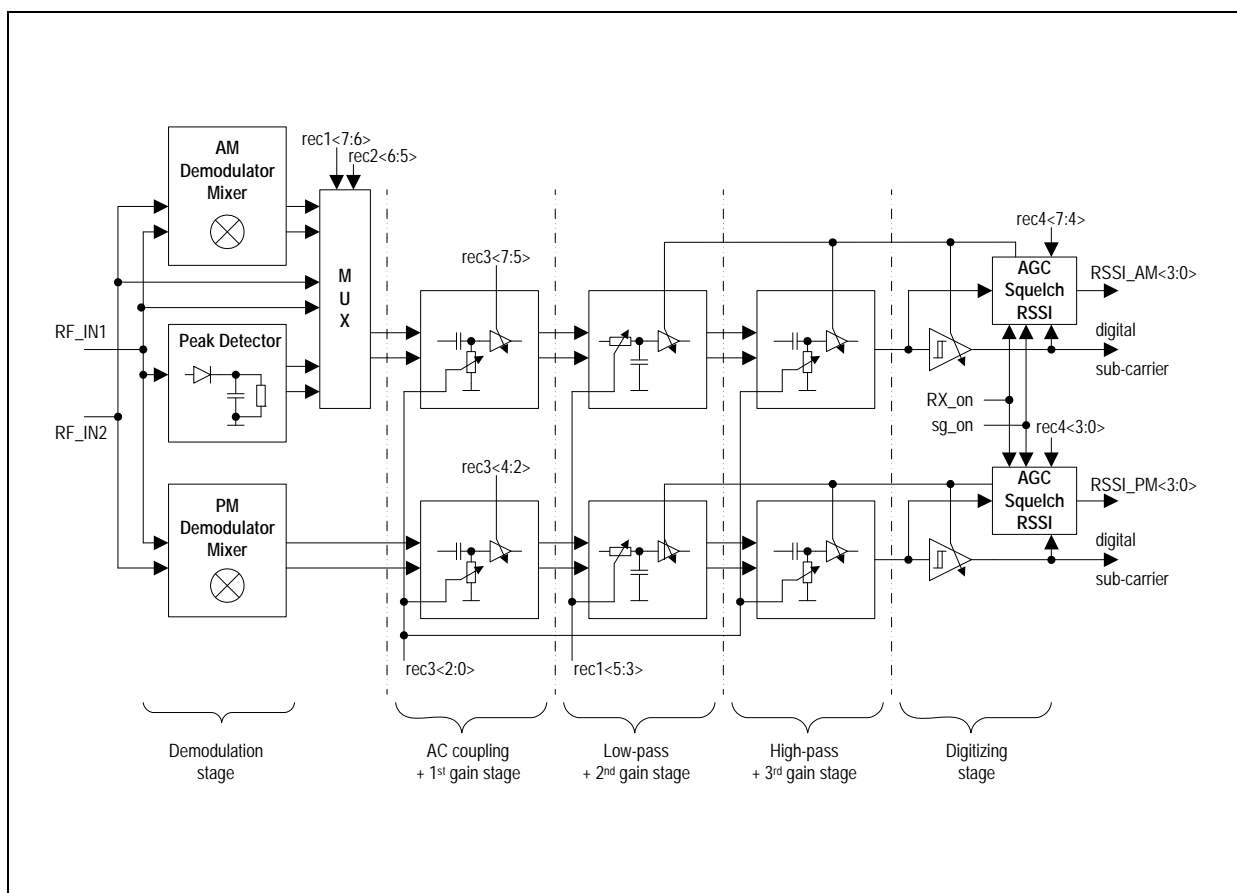 AM
Demodulator
Mixer
rec1<7:6>
rec2<6:5>
M
U
X
RF_IN1
Peak Detector
RF_IN2
PM
Demodulator
Mixer
rec3<7:5>
rec3<4:2>
rec3<2:0>
rec1<5:3>
rec4<7:4>
AGC
Squelch
RSSI
RSSI_AM<3:0>
digital
sub-carrier
RX_on
sg_on
rec4<3:0>
AGC
Squelch
RSSI
RSSI_PM<3:0>
digital
sub-carrier
Demodulation
stage
AC coupling
+ 1st gain stage
Low-pass
+ 2nd gain stage
High-pass
+ 3rd gain stage
Digitizing
stage